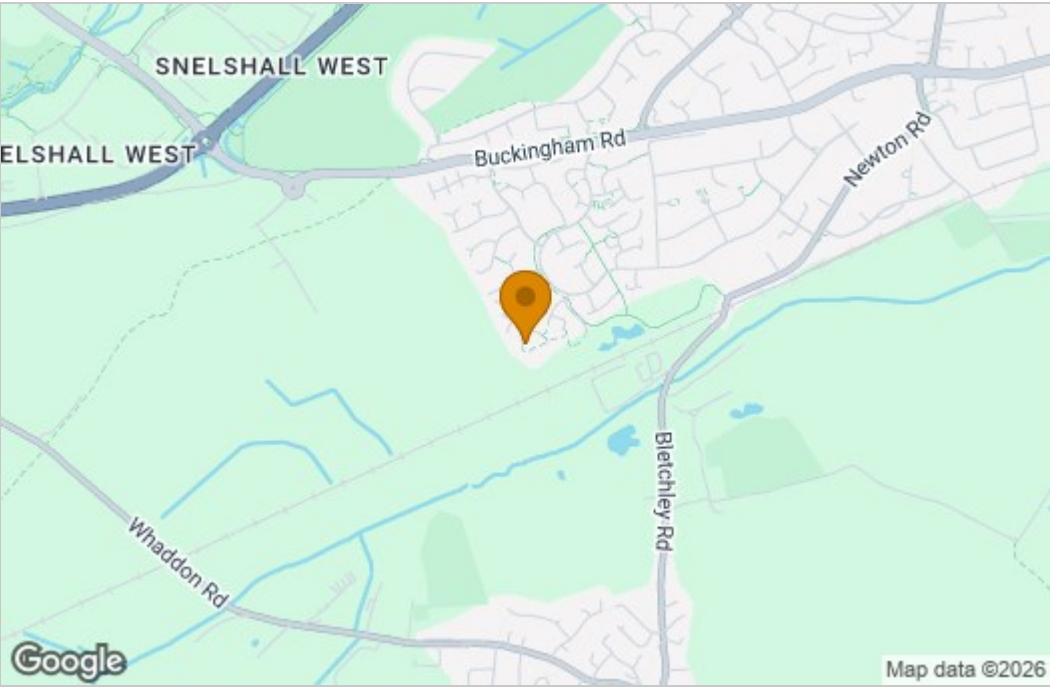 SNELSHALL WEST
ELSHALL WEST
Buckingham Rd
Newton Rd
Bletchley Rd
Whaddon Rd
Google
Map data ©2026